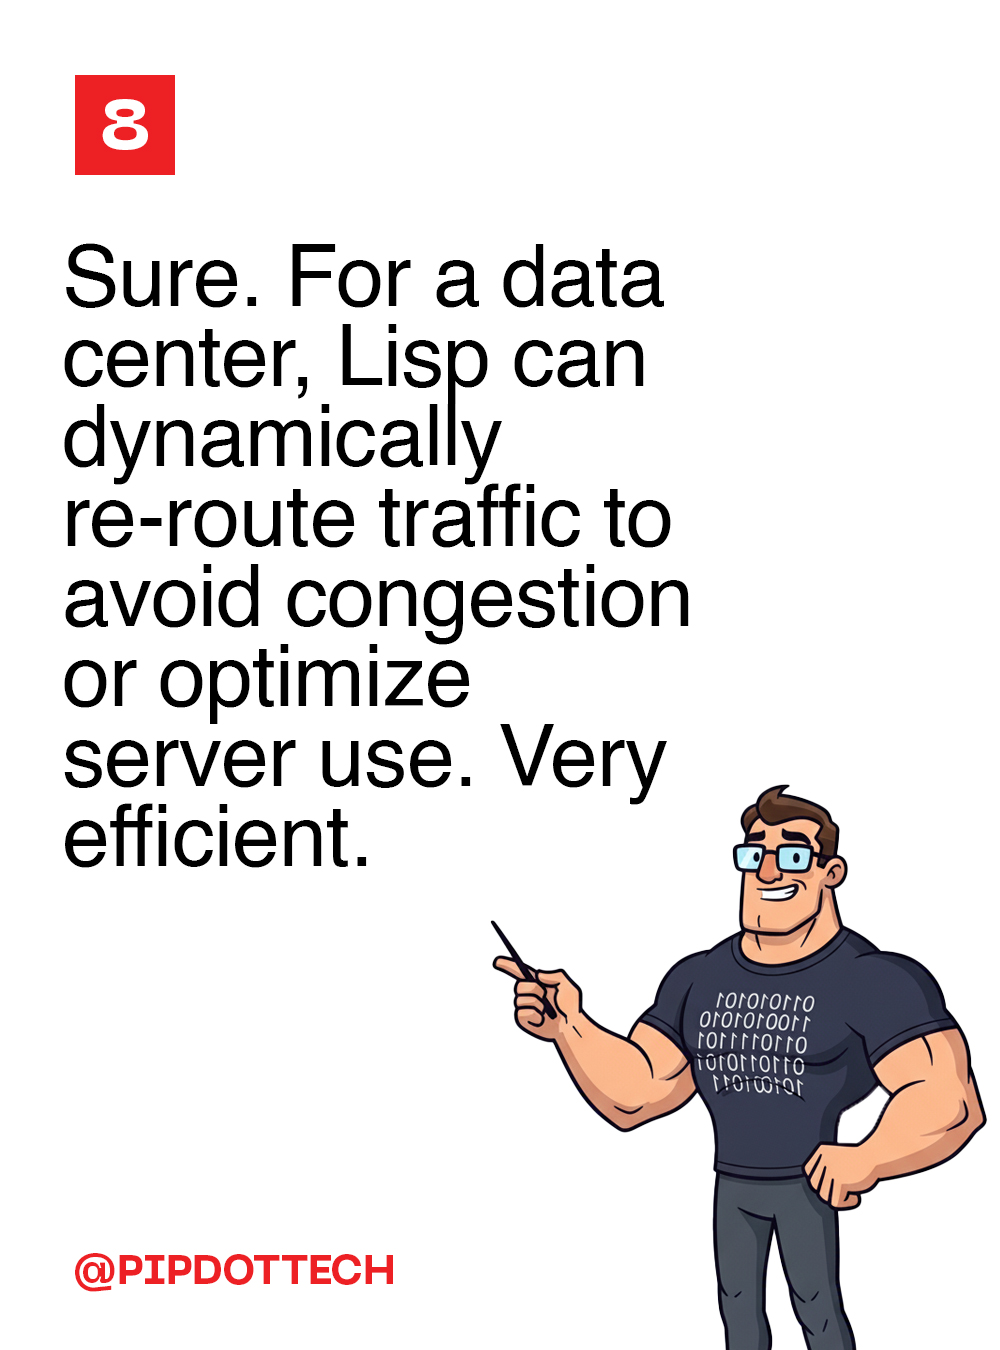 8
Sure. For a data
center, Lisp can
dynamically
re-route traffic to
avoid congestion
or optimize
server use. Very
efficient.
@PIPDOTTECH